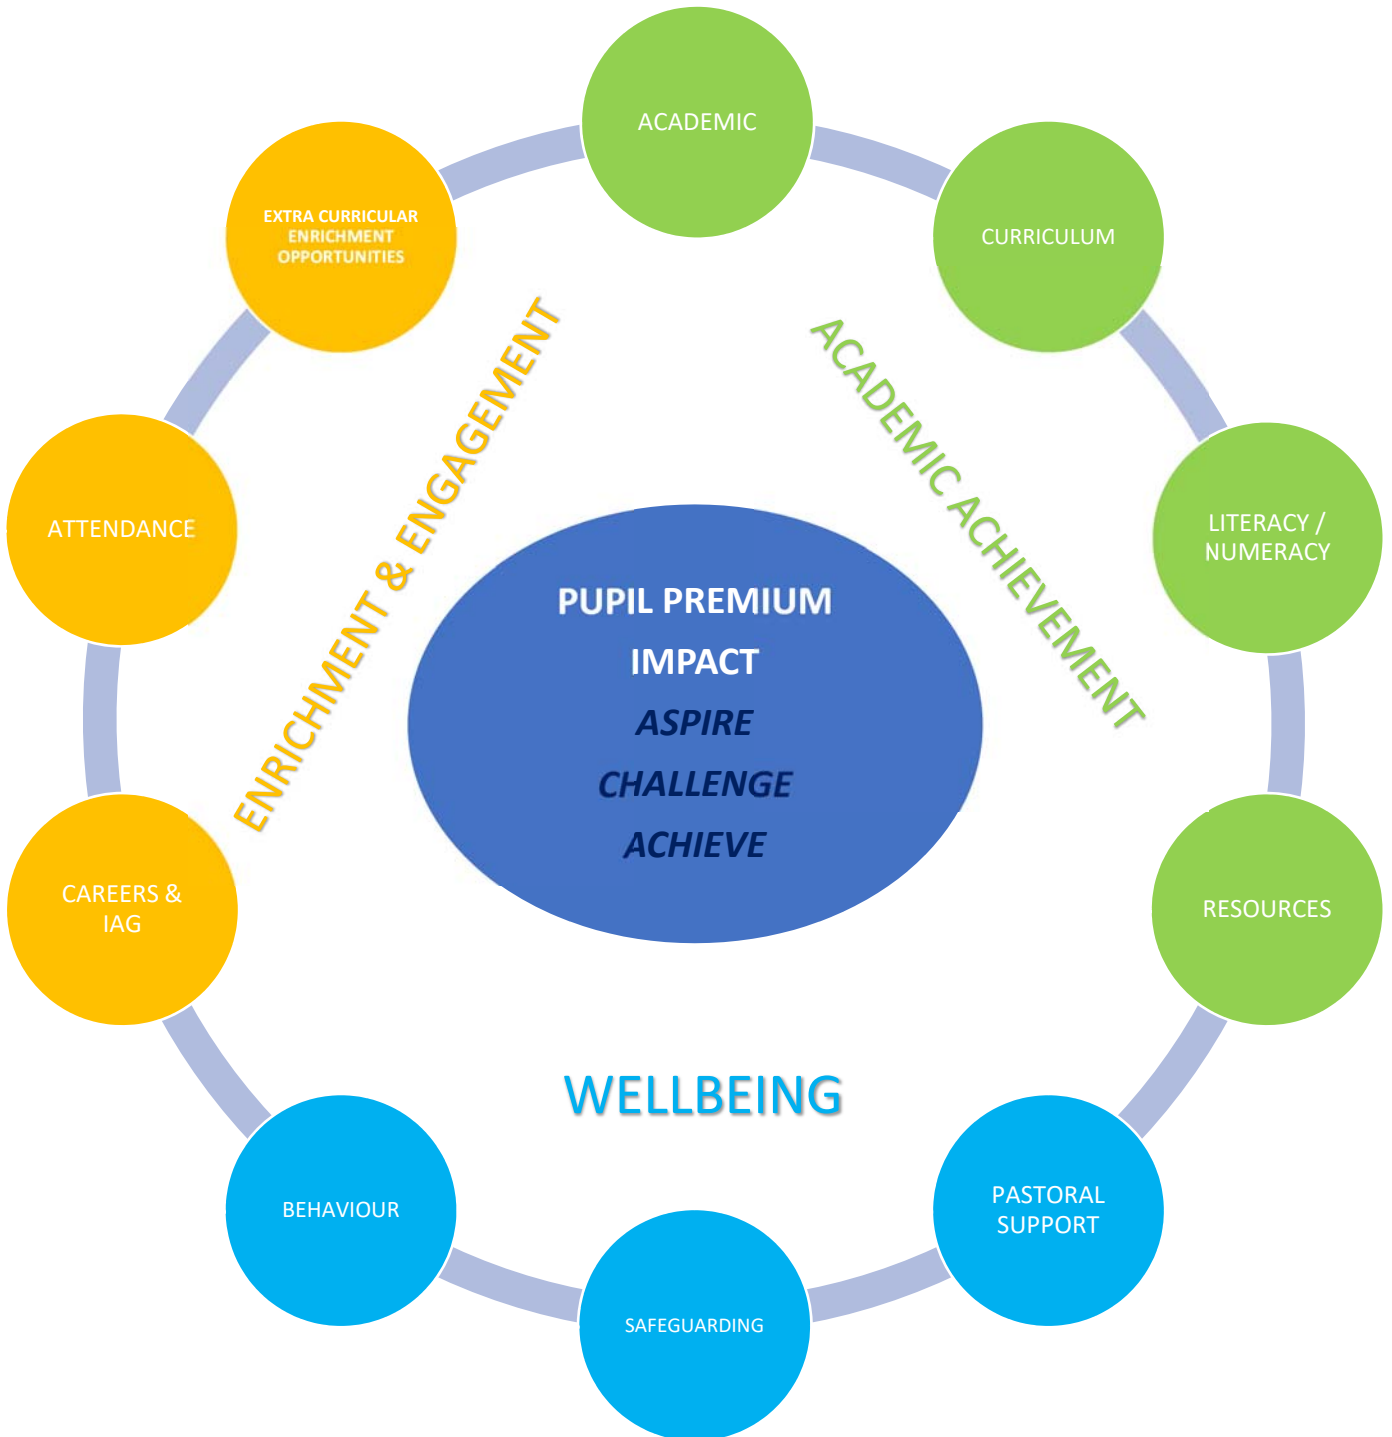 ACADEMIC
EXTRA CURRICULAR
ENRICHMENT
OPPORTUNITIES
CURRICULUM
ENRICHMENT & ENGAGEMENT
ACADEMIC ACHIEVEMENT
ATTENDANCE
LITERACY /
NUMERACY
PUPIL PREMIUM
IMPACT
ASPIRE
CHALLENGE
ACHIEVE
CAREERS &
IAG
RESOURCES
WELLBEING
BEHAVIOUR
PASTORAL
SUPPORT
SAFEGUARDING